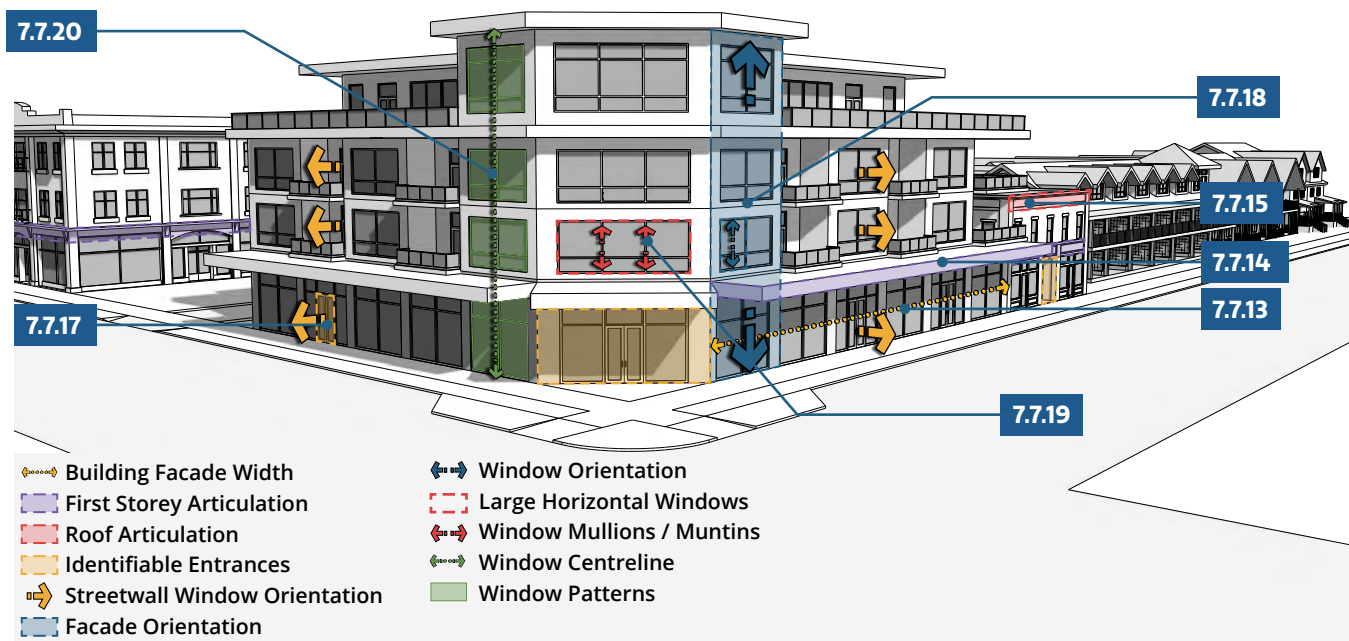 7.7.20
7.7.18
7.7.15
7.7.14
7.7.17
7.7.13
7.7.19
Building Facade Width
First Storey Articulation
Roof Articulation
Identifiable Entrances
Streetwall Window Orientation
Facade Orientation
Window Orientation
Large Horizontal Windows
Window Mullions / Muntins
Window Centreline
Window Patterns